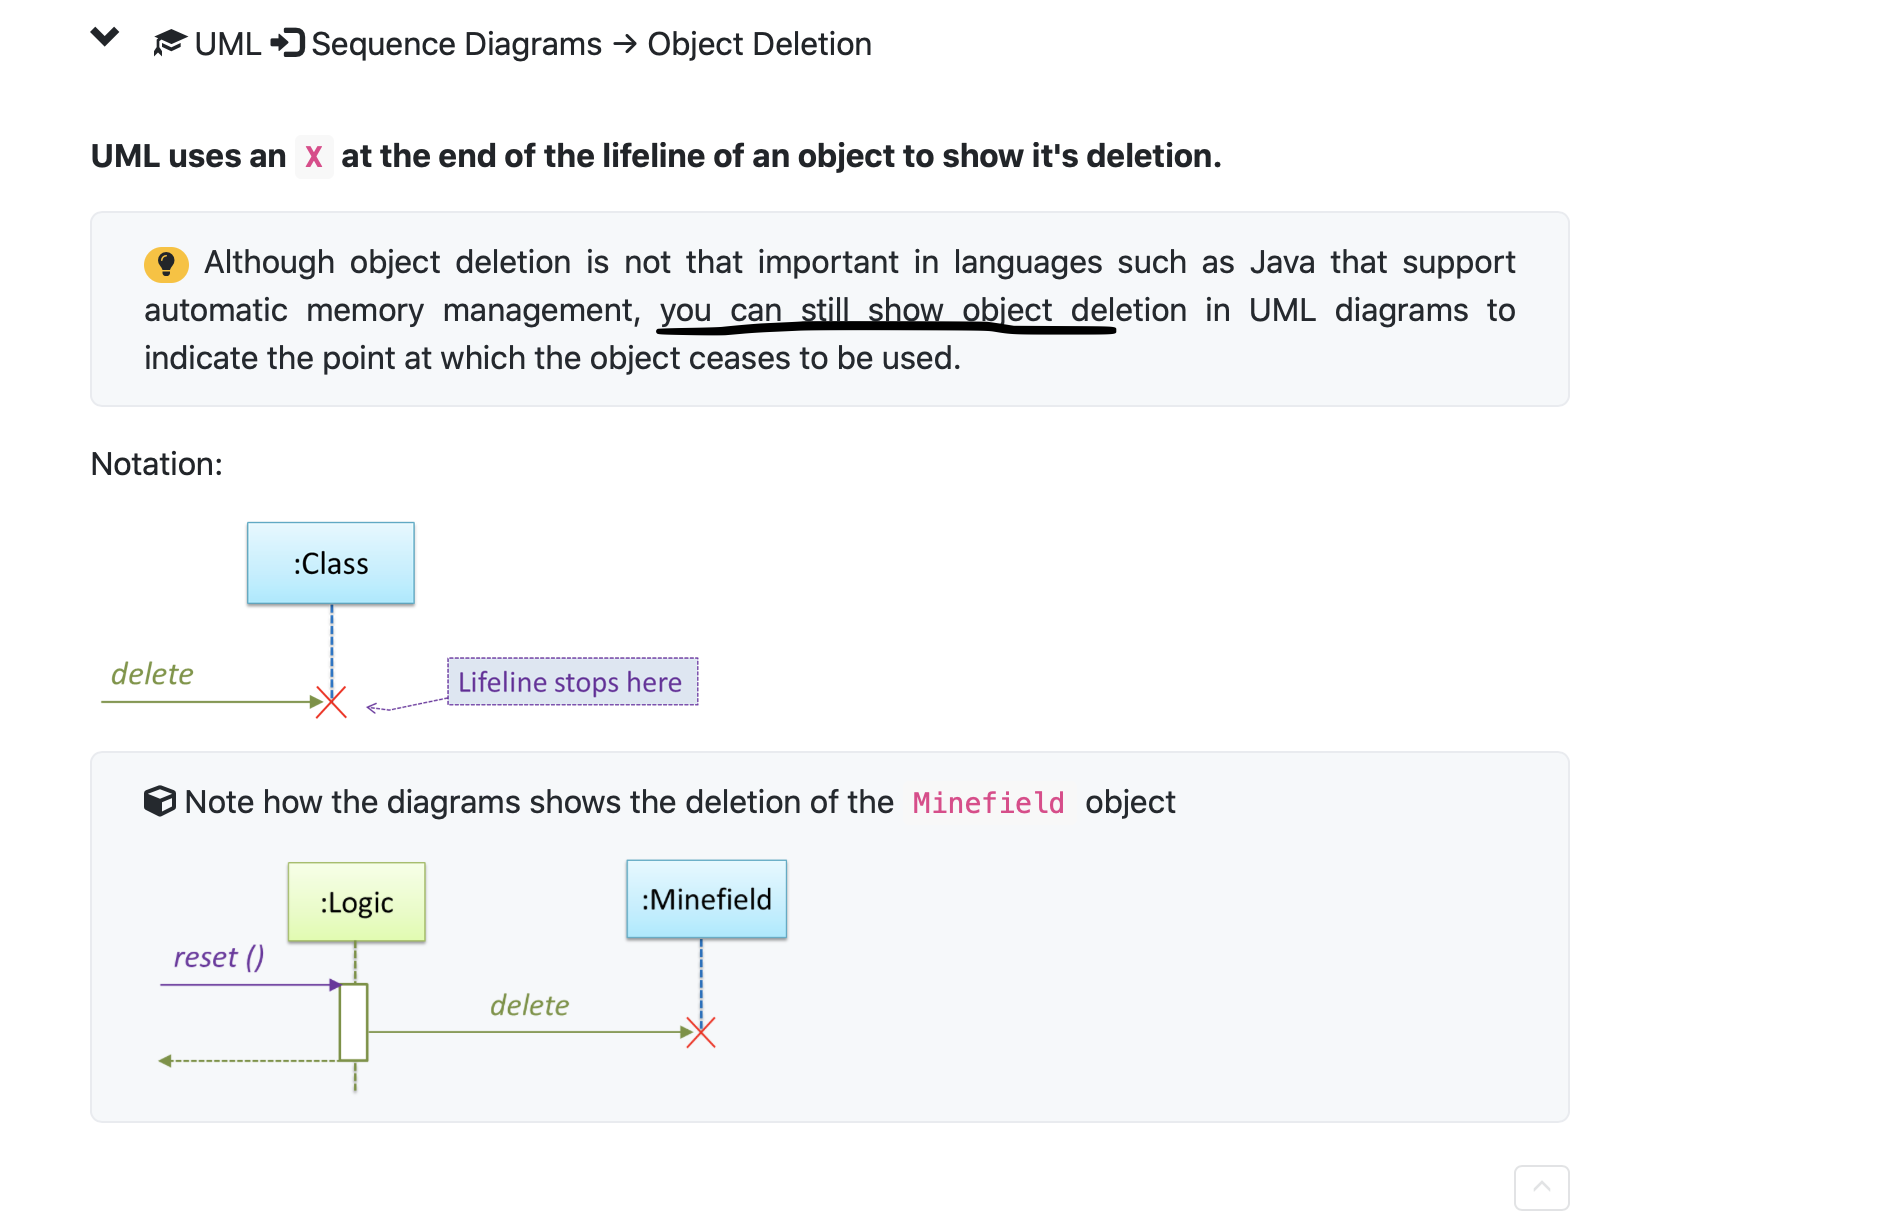 UML Sequence Diagrams → Object Deletion
UML uses an X at the end of the lifeline of an object to show it's deletion.
Although object deletion is not that important in languages such as Java that support
automatic memory management, you can still show object deletion in UML diagrams to
indicate the point at which the object ceases to be used.
Notation:
:Class
delete
Lifeline stops here
Note how the diagrams shows the deletion of the Minefield object
:Logic
:Minefield
reset ()
delete